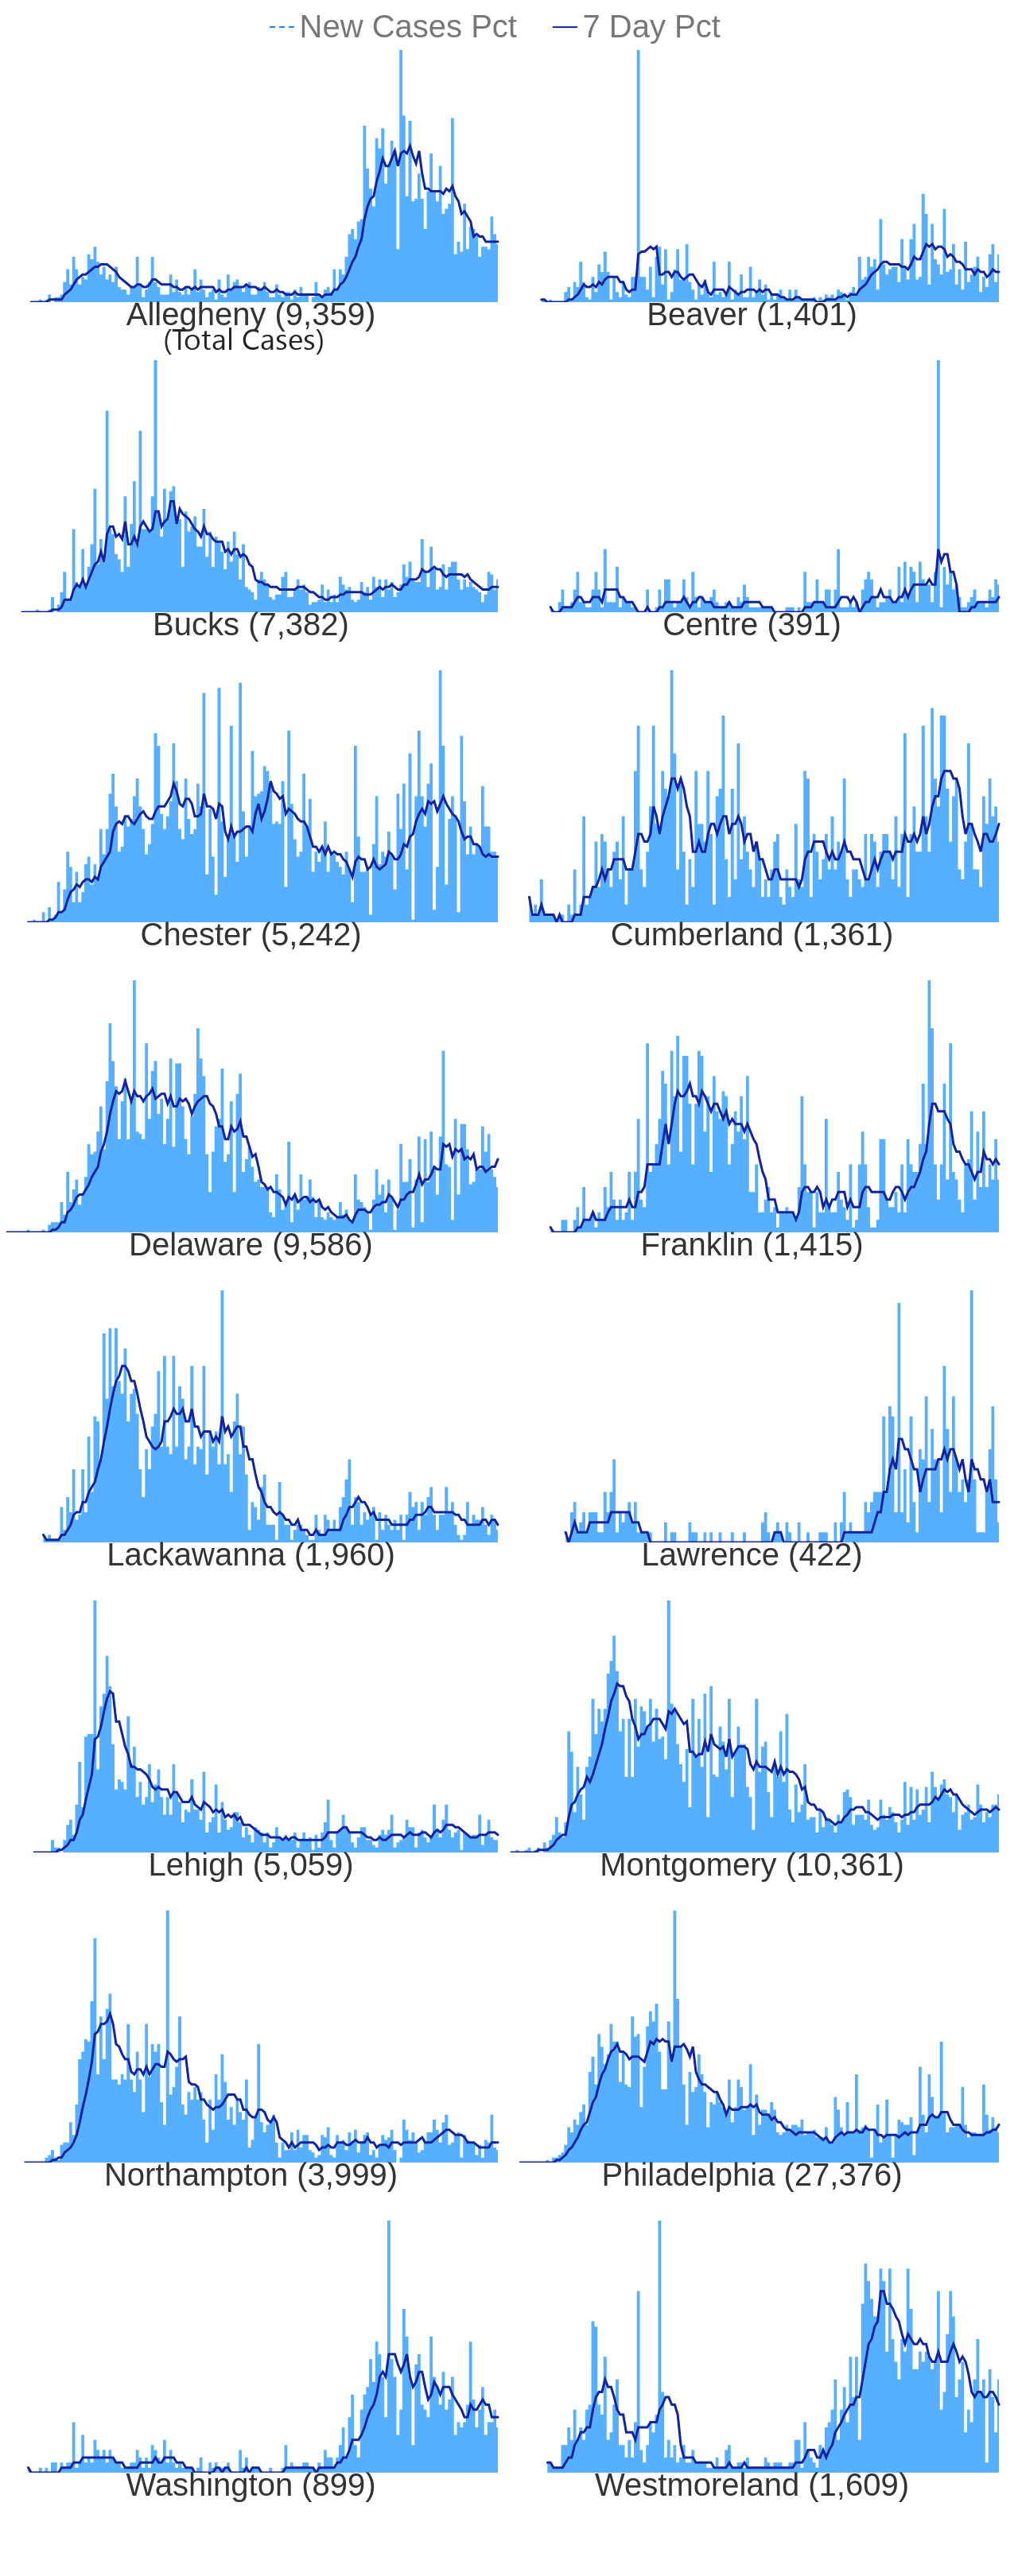 New Cases Pct 7 Day Pct
Allegheny (9,359) Beaver (1,401)
(Total Cases)
Bucks (7,382) Centre (391)
Chester (5,242) Cumberland (1,361)
Delaware (9,586) Franklin (1,415)
Lackawanna (1,960) Lawrence (422)
Lehigh (5,059) Montgomery (10,361)
Northampton (3,999) Philadelphia (27,376)
Washington (899) Westmoreland (1,609)